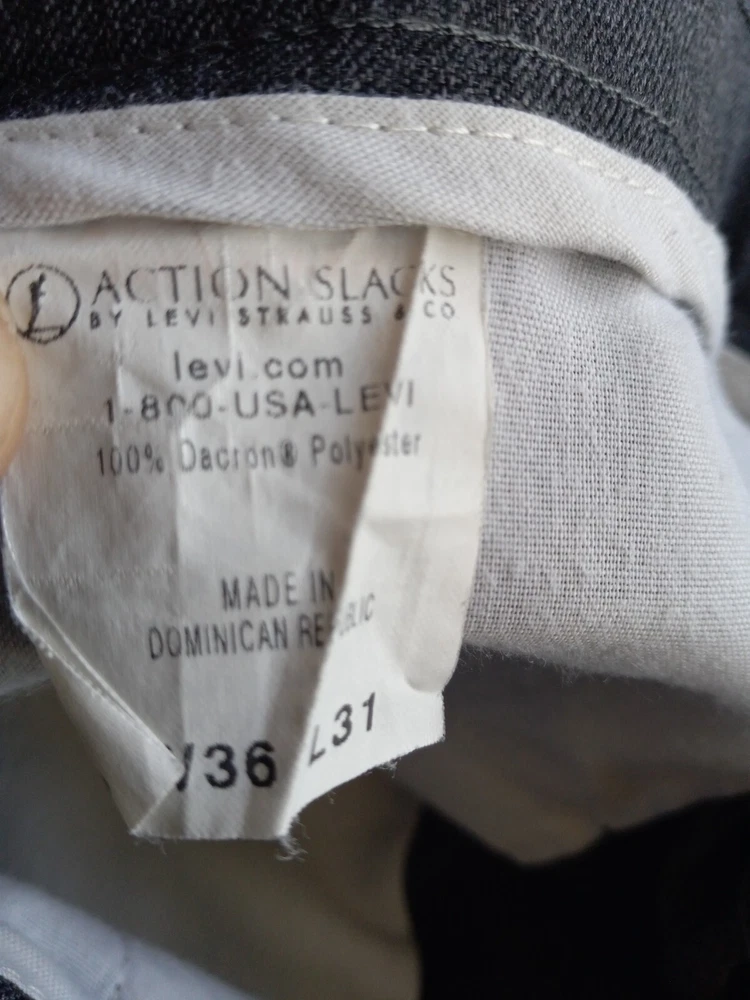 ACTION SLACKS
BY LEVI STRAUSS & CO
levi.com
1-800-USA-LEVI
100% Dacron® Polyester
MADE IN
DOMINICAN REPUBLIC
W36 L31